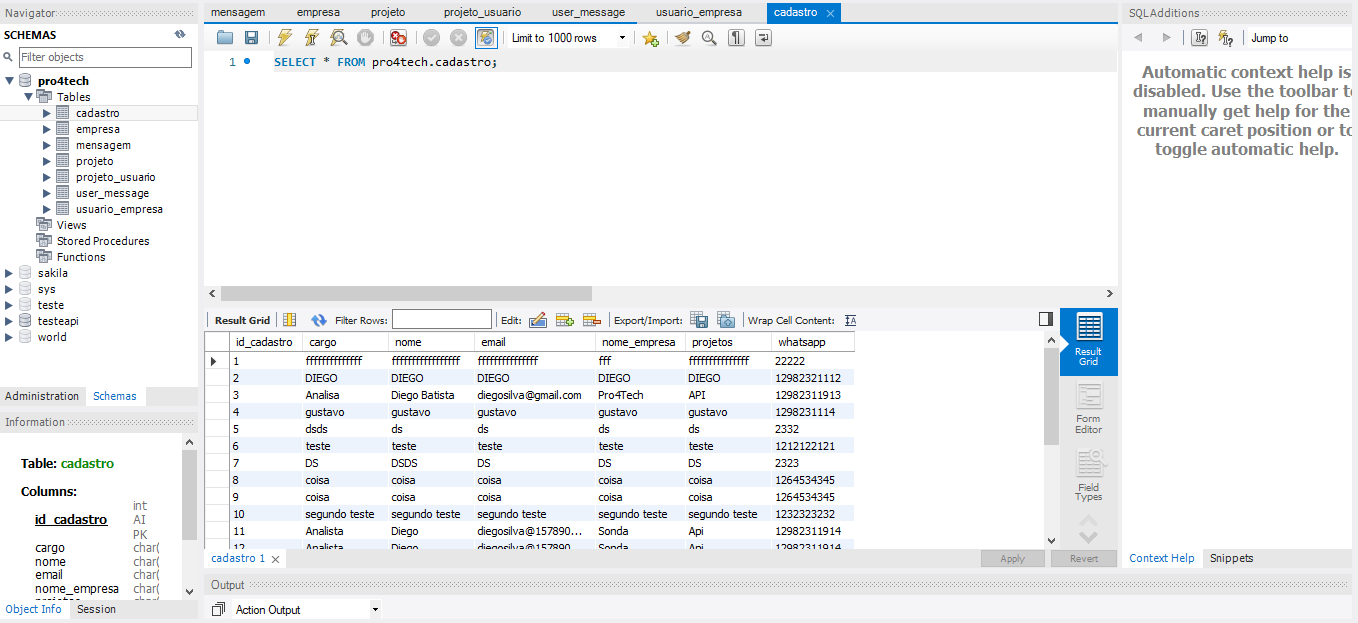 Navigator
SCHEMAS
Filter objects
pro4tech
Tables
cadastro
empresa
mensagem
projeto
projeto_usuario
user_message
usuario_empresa
Views
Stored Procedures
Functions
sakila
sys
teste
testeapi
world
Administration Schemas
Information
Table: cadastro
Columns:
id_cadastro int AI PK
cargo char(
nome char(
email char(
nome_empresa char(
Object Info Session
mensagem empresa projeto projeto_usuario user_message usuario_empresa cadastro
Limit to 1000 rows
1 SELECT * FROM pro4tech.cadastro;
Result Grid Filter Rows: Edit: Export/Import: Wrap Cell Content: IA
id_cadastro cargo nome email nome_empresa projetos whatsapp
1 ffffffffffffff fffffffffffffffff fffffffffffffff fff fffffffffffffff 22222
2 DIEGO DIEGO DIEGO DIEGO DIEGO 12982321112
3 Analisa Diego Batista diegosilva@gmail.com Pro4Tech API 12982311913
4 gustavo gustavo gustavo gustavo gustavo 1298231114
5 dsds ds ds ds ds 2332
6 teste teste teste teste teste 1212122121
7 DS DSDS DS DS DS 2323
8 coisa coisa coisa coisa coisa 1264534345
9 coisa coisa coisa coisa coisa 1264534345
10 segundo teste segundo teste segundo teste segundo teste segundo teste 1232323232
11 Analista Diego diegosilva@157890... Sonda Api 12982311914
12 Analista Diego diegosilva@157890... Sonda Api 12982311914
Result Grid
Form Editor
Field Types
cadastro 1 Apply Revert
Output
Action Output
SQLAdditions
Jump to
Automatic context help is
disabled. Use the toolbar to
manually get help for the
current caret position or to
toggle automatic help.
Context Help Snippets